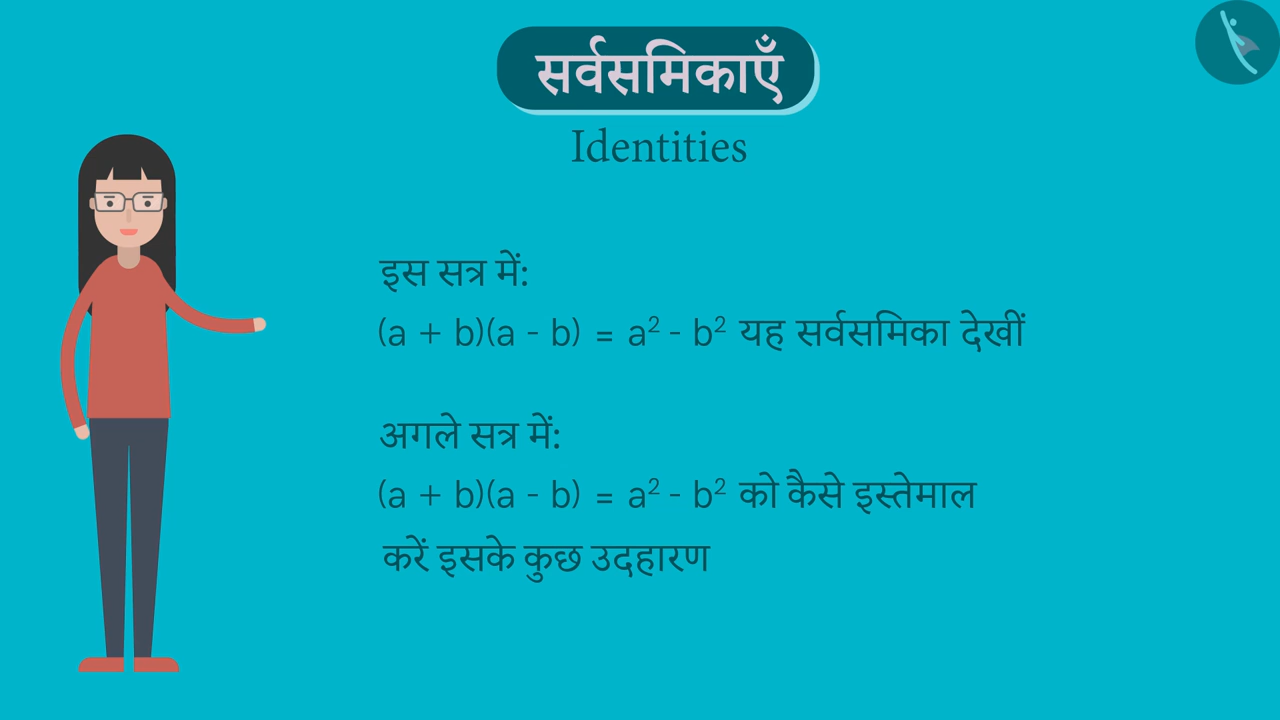 सर्वसमिकाएँ
Identities
इस सत्र में:
(a + b)(a - b) = a² - b² यह सर्वसमिका देखीं
अगले सत्र में:
(a + b)(a - b) = a² - b² को कैसे इस्तेमाल
करें इसके कुछ उदहारण